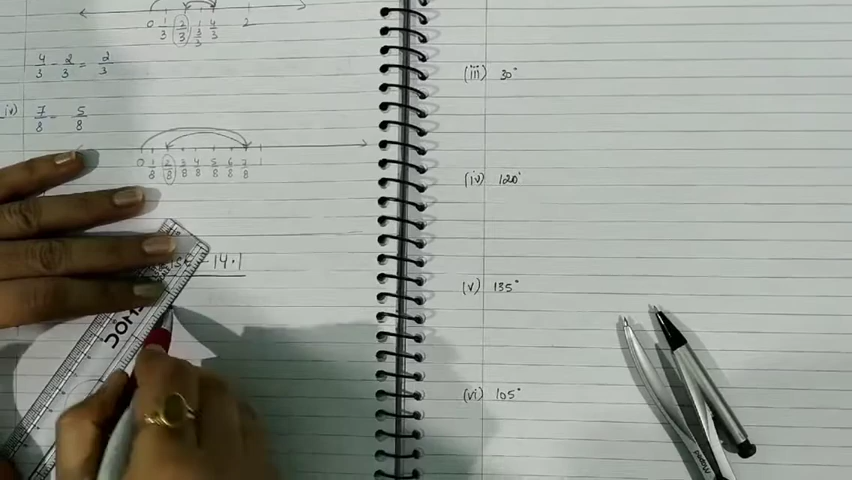 0 1/3 2/3 1 3/3 4/3 2
4/3 - 2/3 = 2/3
iv) 7/8 - 5/8
0 1/8 2/8 3/8 4/8 5/8 6/8 7/8 1
14.1
(iii) 30°
(iv) 120°
(v) 135°
(vi) 105°